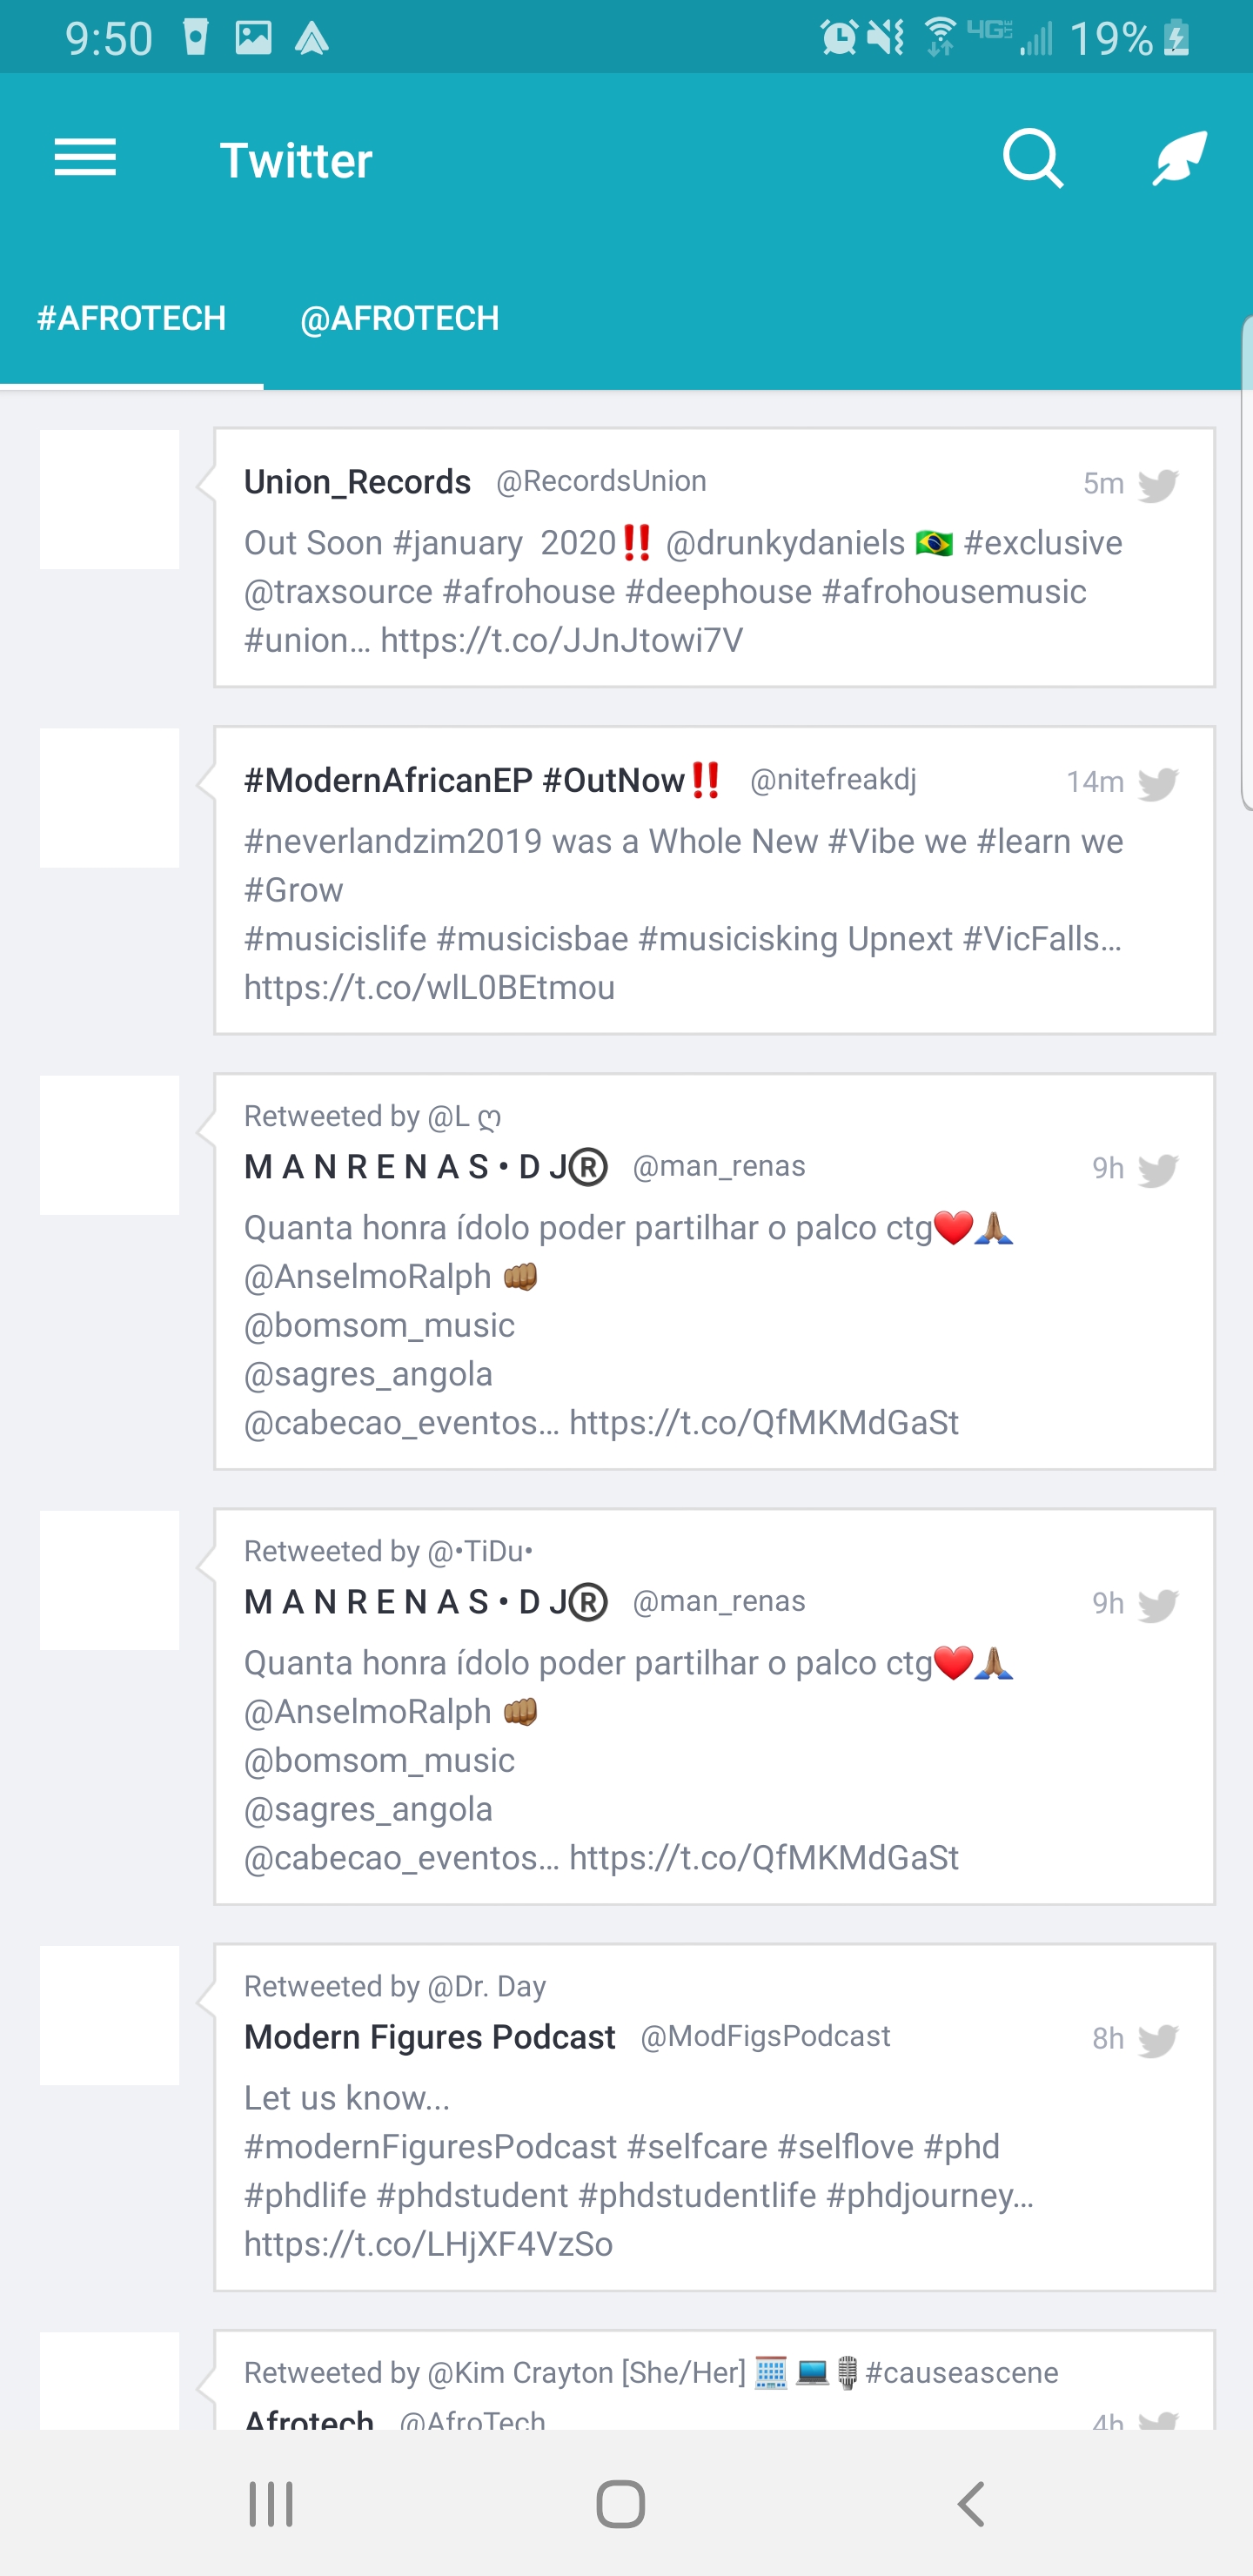 9:50 4GE LTE 19%
Twitter
#AFROTECH @AFROTECH
Union_Records @RecordsUnion 5m
Out Soon #january 2020‼️ @drunkydaniels 🇧🇷 #exclusive
@traxsource #afrohouse #deephouse #afrohousemusic
#union… https://t.co/JJnJtowi7V
#ModernAfricanEP #OutNow‼️ @nitefreakdj 14m
#neverlandzim2019 was a Whole New #Vibe we #learn we
#Grow
#musicislife #musicisbae #musicisking Upnext #VicFalls…
https://t.co/wlL0BEtmou
Retweeted by @L ღ
M A N R E N A S • D J®️ @man_renas 9h
Quanta honra ídolo poder partilhar o palco ctg❤️🙏🏽
@AnselmoRalph 👊🏽
@bomsom_music
@sagres_angola
@cabecao_eventos… https://t.co/QfMKMdGaSt
Retweeted by @•TiDu•
M A N R E N A S • D J®️ @man_renas 9h
Quanta honra ídolo poder partilhar o palco ctg❤️🙏🏽
@AnselmoRalph 👊🏽
@bomsom_music
@sagres_angola
@cabecao_eventos… https://t.co/QfMKMdGaSt
Retweeted by @Dr. Day
Modern Figures Podcast @ModFigsPodcast 8h
Let us know...
#modernFiguresPodcast #selfcare #selflove #phd
#phdlife #phdstudent #phdstudentlife #phdjourney…
https://t.co/LHjXF4VzSo
Retweeted by @Kim Crayton [She/Her] 🏢 💻🎙️#causeascene
Afrotech @AfroTech 4h